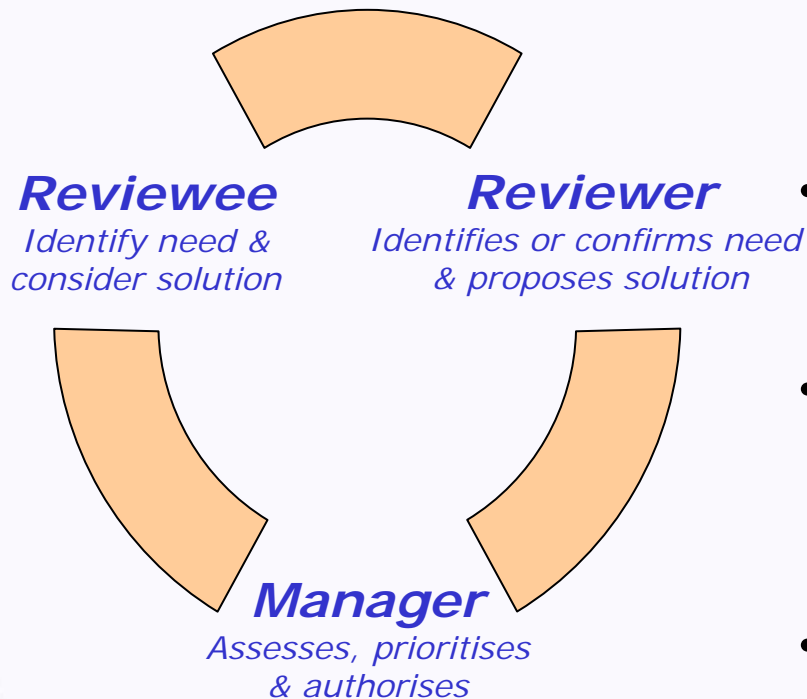 Reviewee
Identify need &
consider solution
Reviewer
Identifies or confirms need
& proposes solution
•
•
Manager
Assesses, prioritises
& authorises
•